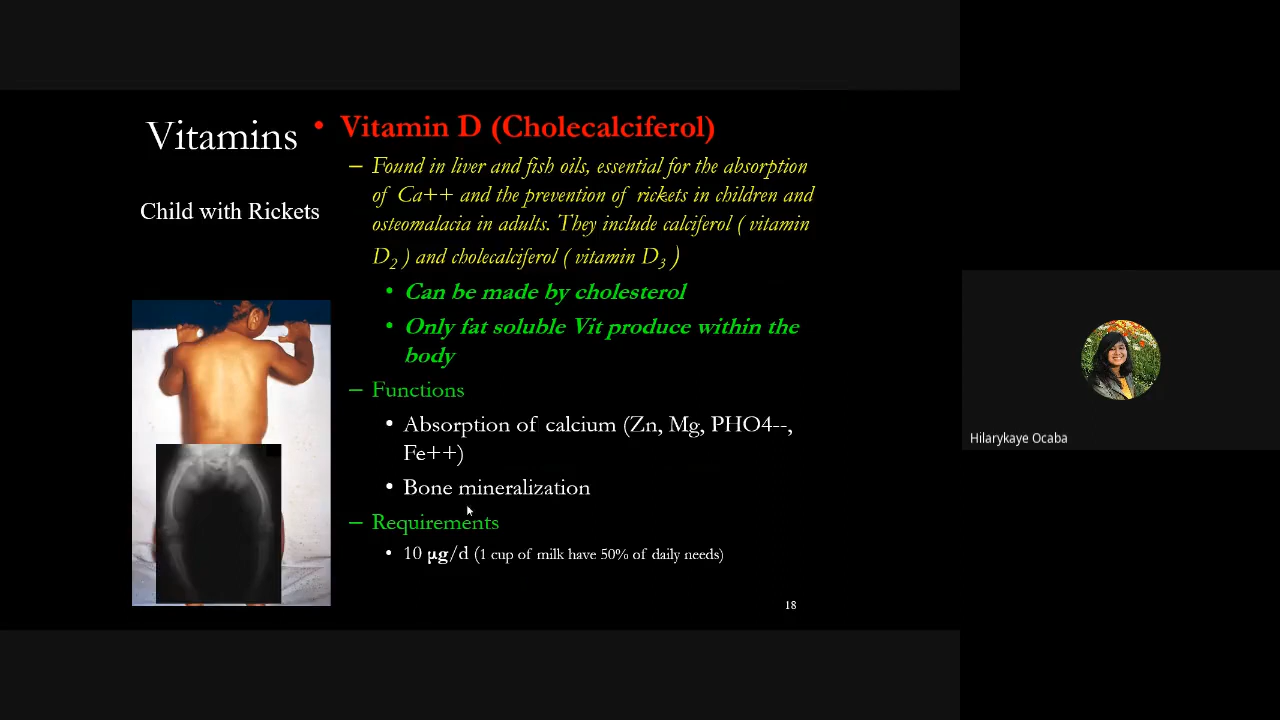 Vitamins
Child with Rickets
• Vitamin D (Cholecalciferol)
– Found in liver and fish oils, essential for the absorption
of Ca++ and the prevention of rickets in children and
osteomalacia in adults. They include calciferol ( vitamin
D2 ) and cholecalciferol ( vitamin D3 )
• Can be made by cholesterol
• Only fat soluble Vit produce within the
body
– Functions
• Absorption of calcium (Zn, Mg, PHO4--,
Fe++)
• Bone mineralization
– Requirements
• 10 µg/d (1 cup of milk have 50% of daily needs)
18
Hilarykaye Ocaba